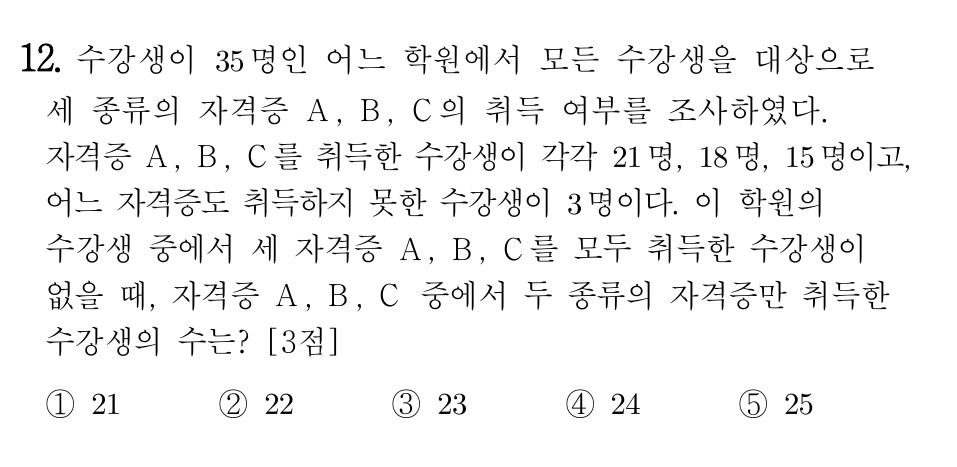 12. 수강생이 35명인 어느 학원에서 모든 수강생을 대상으로
세 종류의 자격증 A, B, C의 취득 여부를 조사하였다.
자격증 A, B, C를 취득한 수강생이 각각 21명, 18명, 15명이고,
어느 자격증도 취득하지 못한 수강생이 3명이다. 이 학원의
수강생 중에서 세 자격증 A, B, C를 모두 취득한 수강생이
없을 때, 자격증 A, B, C 중에서 두 종류의 자격증만 취득한
수강생의 수는? [3점]
① 21 ② 22 ③ 23 ④ 24 ⑤ 25